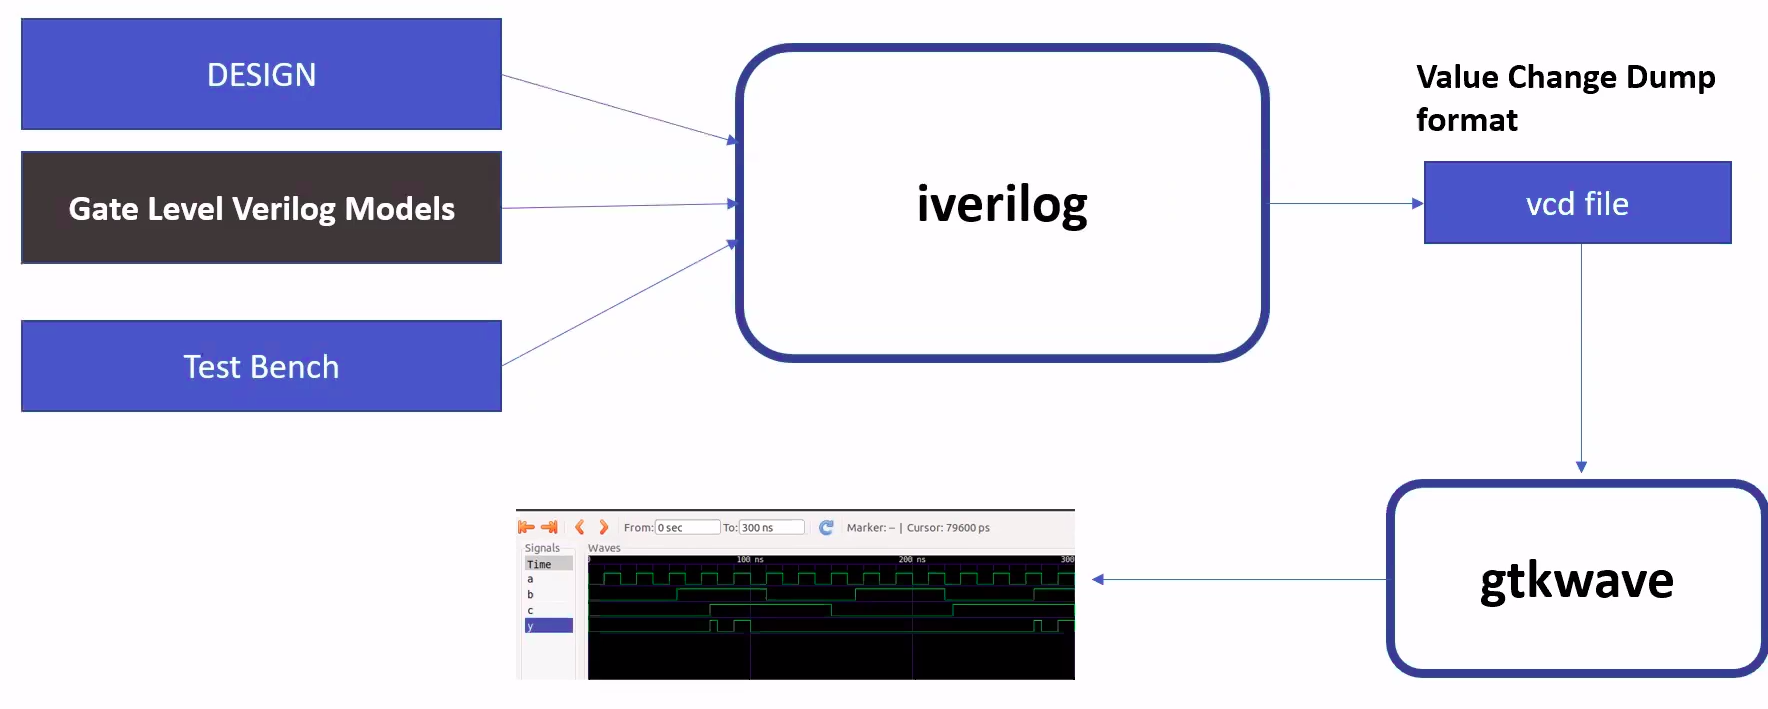 DESIGN
Gate Level Verilog Models
Test Bench
iverilog
Value Change Dump
format
vcd file
gtkwave
From: 0 sec To: 300 ns Marker: -- | Cursor: 79600 ps
Signals
Waves
Time
100 ns 200 ns 300
a
b
c
y